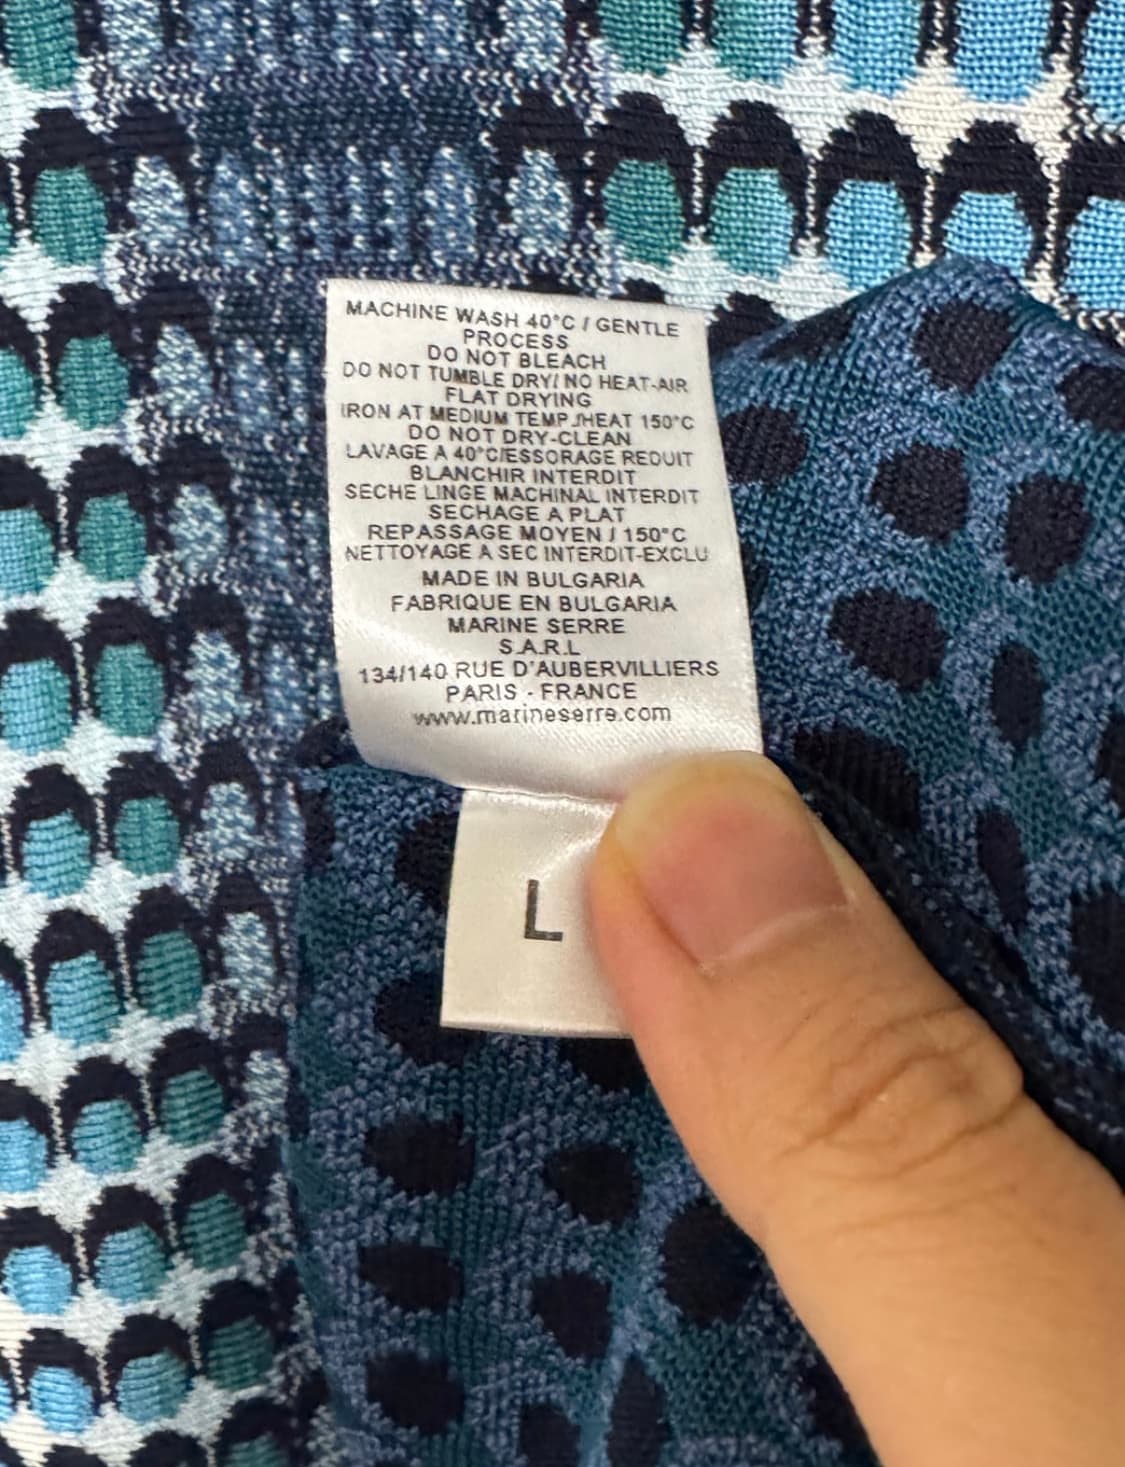 MACHINE WASH 40°C / GENTLE
PROCESS
DO NOT BLEACH
DO NOT TUMBLE DRY/ NO HEAT-AIR
FLAT DRYING
IRON AT MEDIUM TEMP./HEAT 150°C
DO NOT DRY-CLEAN
LAVAGE A 40°C/ESSORAGE REDUIT
BLANCHIR INTERDIT
SECHE LINGE MACHINAL INTERDIT
SECHAGE A PLAT
REPASSAGE MOYEN / 150°C
NETTOYAGE A SEC INTERDIT-EXCLU
MADE IN BULGARIA
FABRIQUE EN BULGARIA
MARINE SERRE
S.A.R.L
134/140 RUE D'AUBERVILLIERS
PARIS - FRANCE
www.marineserre.com
L